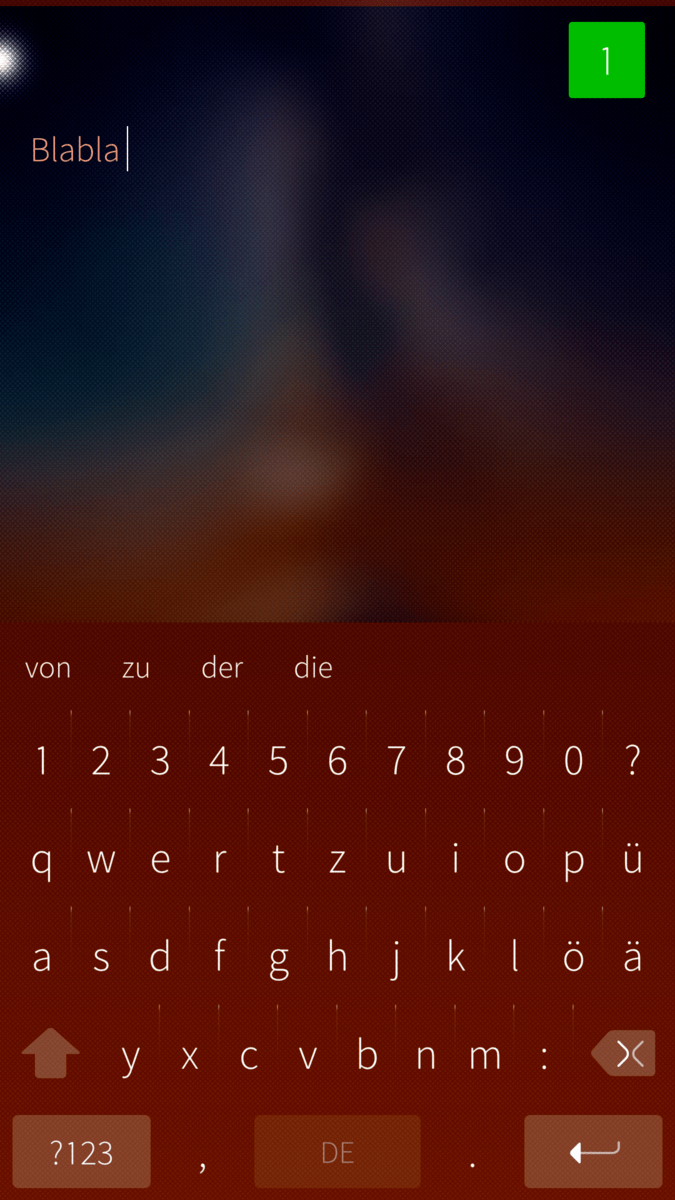 1
Blabla
von zu der die
1 2 3 4 5 6 7 8 9 0 ?
q w e r t z u i o p ü
a s d f g h j k l ö ä
y x c v b n m :
?123 , DE .